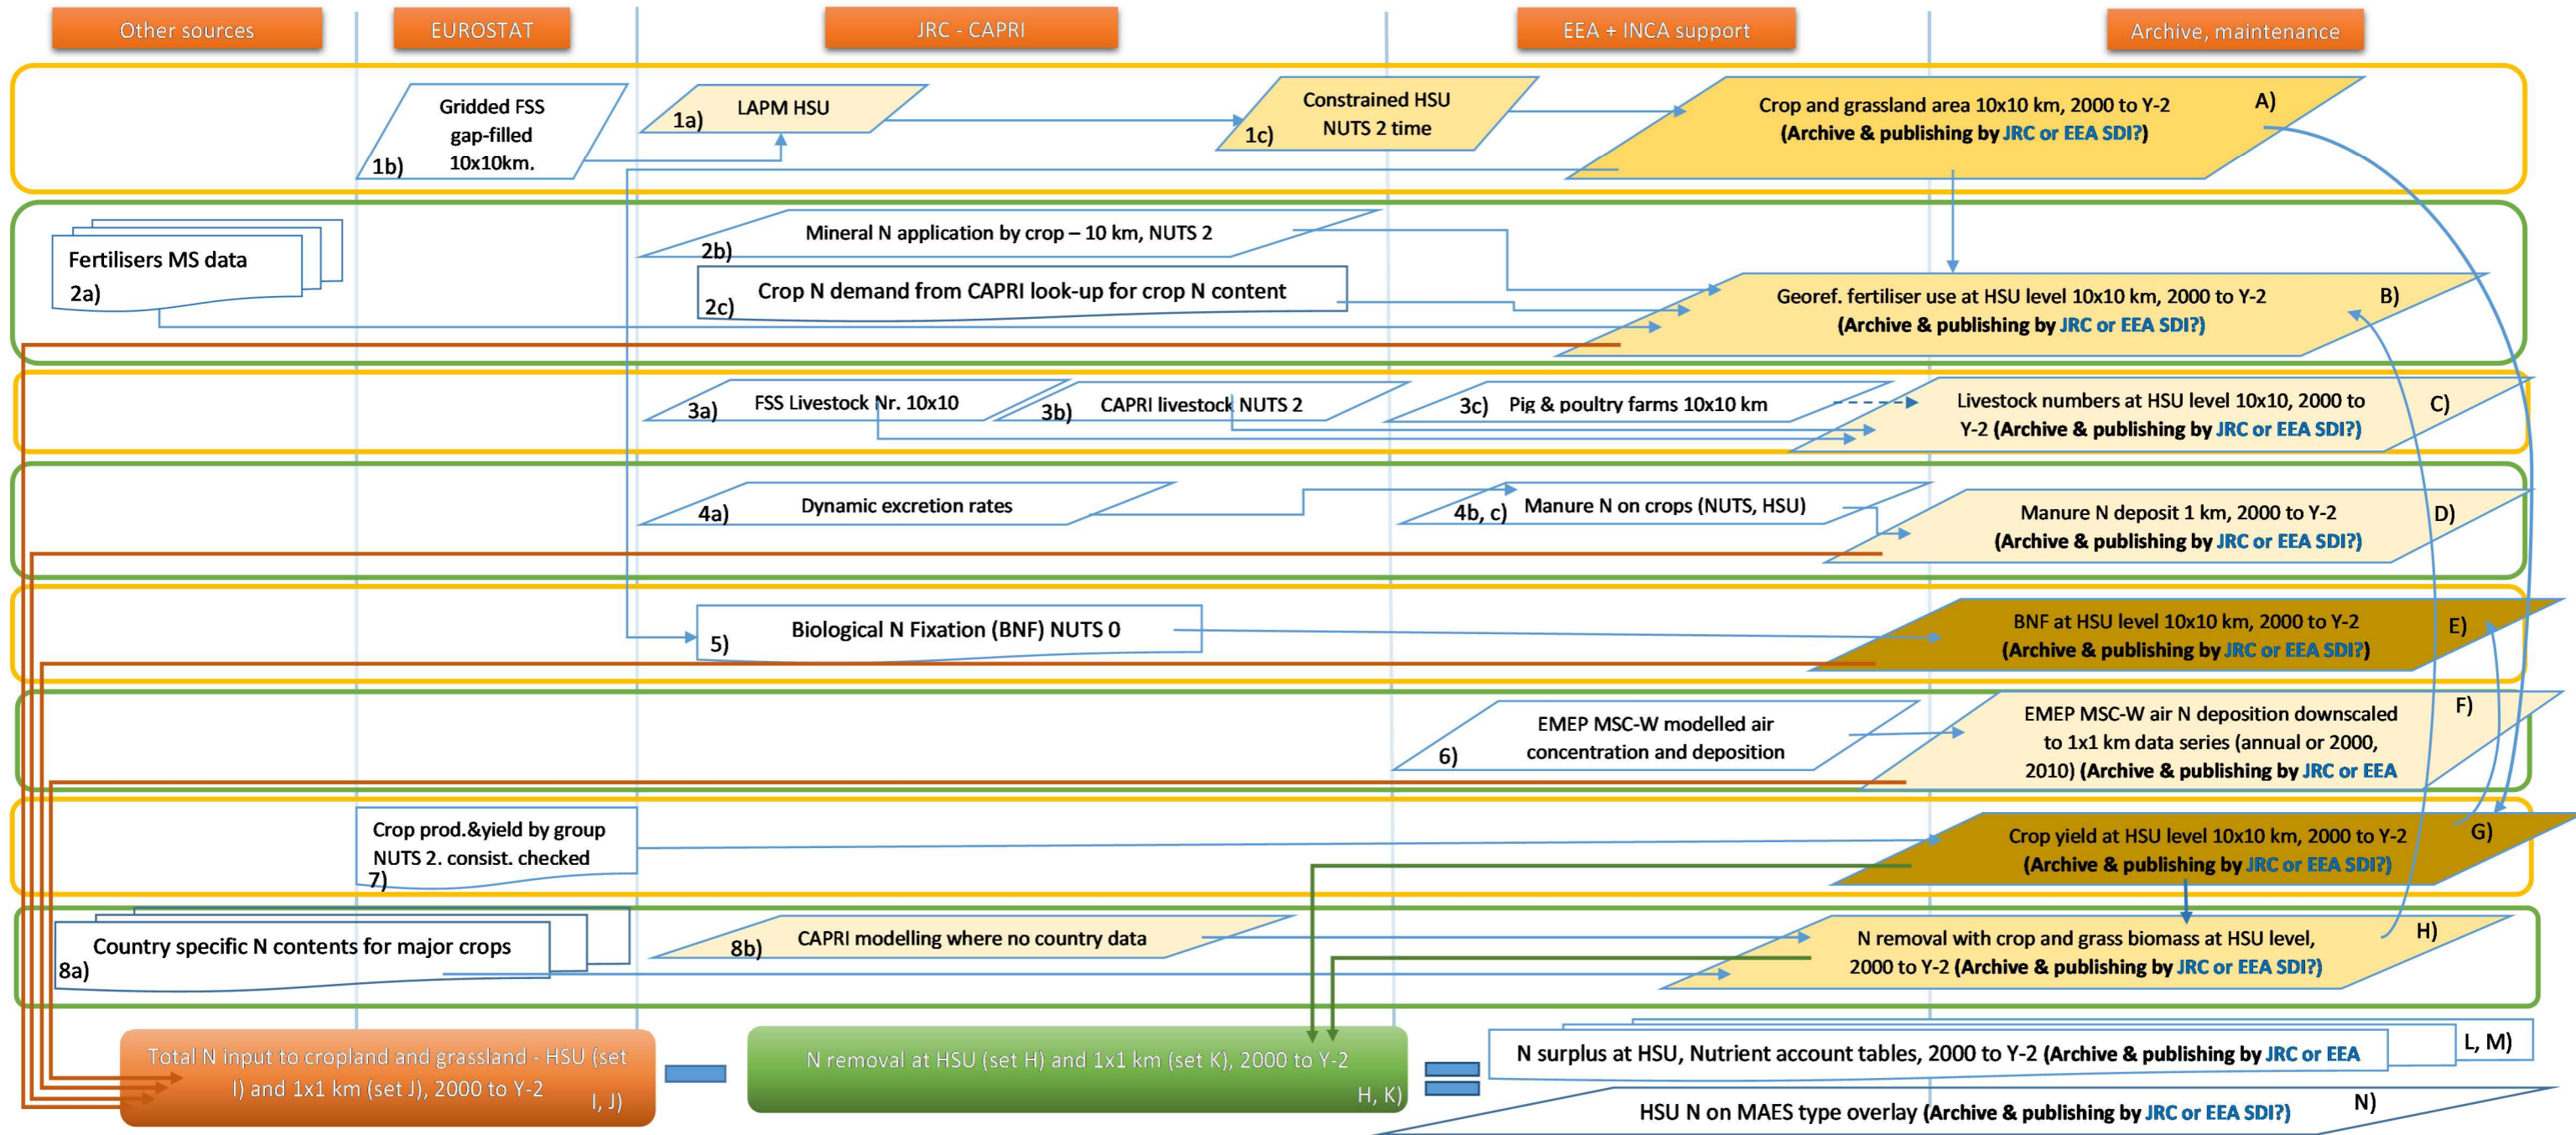 Other sources
EUROSTAT
JRC - CAPRI
EEA + INCA support
Archive, maintenance
Gridded FSS
gap-filled
10x10km.
1b)
LAPM HSU
1a)
Constrained HSU
NUTS 2 time
1c)
Crop and grassland area 10x10 km, 2000 to Y-2
(Archive & publishing by JRC or EEA SDI?)
A)
Fertilisers MS data
2a)
Mineral N application by crop – 10 km, NUTS 2
2b)
Crop N demand from CAPRI look-up for crop N content
2c)
Georef. fertiliser use at HSU level 10x10 km, 2000 to Y-2
(Archive & publishing by JRC or EEA SDI?)
B)
3a)
FSS Livestock Nr. 10x10
3b)
CAPRI livestock NUTS 2
3c)
Pig & poultry farms 10x10 km
Livestock numbers at HSU level 10x10, 2000 to
Y-2 (Archive & publishing by JRC or EEA SDI?)
C)
4a)
Dynamic excretion rates
4b, c)
Manure N on crops (NUTS, HSU)
Manure N deposit 1 km, 2000 to Y-2
(Archive & publishing by JRC or EEA SDI?)
D)
5)
Biological N Fixation (BNF) NUTS 0
BNF at HSU level 10x10 km, 2000 to Y-2
(Archive & publishing by JRC or EEA SDI?)
E)
EMEP MSC-W modelled air
concentration and deposition
6)
EMEP MSC-W air N deposition downscaled
to 1x1 km data series (annual or 2000,
2010) (Archive & publishing by JRC or EEA
F)
Crop prod.&yield by group
NUTS 2. consist. checked
7)
Crop yield at HSU level 10x10 km, 2000 to Y-2
(Archive & publishing by JRC or EEA SDI?)
G)
Country specific N contents for major crops
8a)
CAPRI modelling where no country data
8b)
N removal with crop and grass biomass at HSU level,
2000 to Y-2 (Archive & publishing by JRC or EEA SDI?)
H)
Total N input to cropland and grassland - HSU (set
I) and 1x1 km (set J), 2000 to Y-2
I, J)
N removal at HSU (set H) and 1x1 km (set K), 2000 to Y-2
H, K)
N surplus at HSU, Nutrient account tables, 2000 to Y-2 (Archive & publishing by JRC or EEA
L, M)
HSU N on MAES type overlay (Archive & publishing by JRC or EEA SDI?)
N)